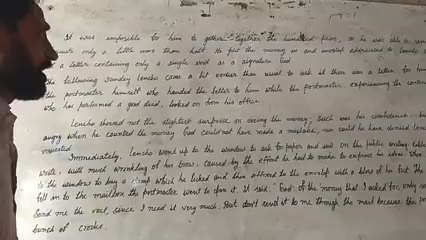 It was impossible for him to gather together the hundred pesos, so he was able to send
only a little more than half. He put the money in an envelop addressed to Lencho
a letter containing only a single word as a signature God
the following Sunday Lencho came a bit earlier than usual to ask if there was a letter for him
the postmaster himself who handed the letter to him while the postmaster, experiencing the
who has performed a good deed, looked on from his office
Lencho showed not the slightest surprise on seeing the money; such was his confidence
angry when he counted the money God could not have made a mistake, nor could he have denied Lencho
requested
Immediately, Lencho went up to the window to ask for paper and ink on the public writing table
write, with much wrinkling of his brow, caused by the effort he had to make to express his ideas. When
to the window to buy a stamp which he licked and then affixed to the envelop with a blow of his fist The
fell in to the mailbox the postmaster went to open it. It said: "God: of the money that I asked for, only
Send me the rest, since I need it very much. But don't send it to me through the mail because the
bunch of crooks.